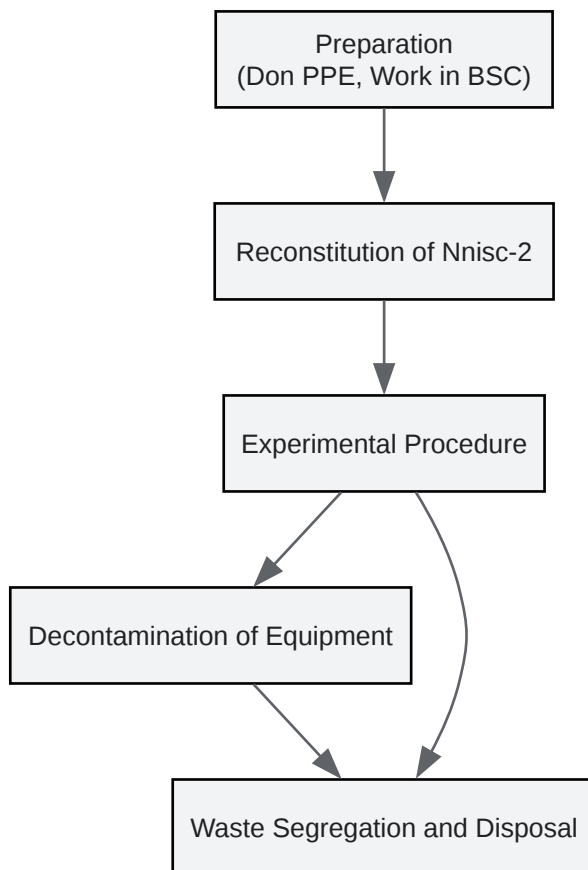 Preparation
(Don PPE, Work in BSC)
Reconstitution of Nnisc-2
Experimental Procedure
Decontamination of Equipment
Waste Segregation and Disposal